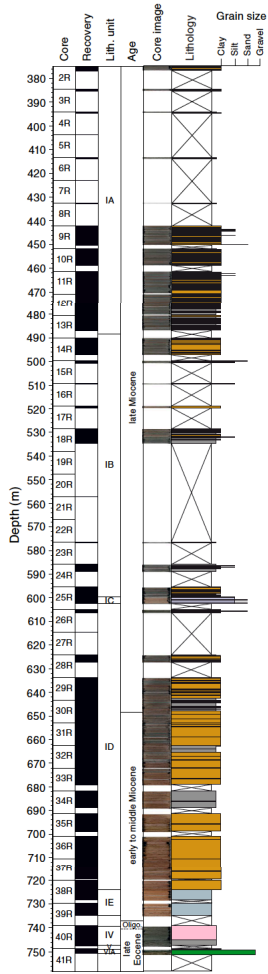 Grain size
Core
Recovery
Lith. unit
Age
Core image
Lithology
Clay
Silt
Sand
Gravel
Depth (m)
380
390
400
410
420
430
440
450
460
470
480
490
500
510
520
530
540
550
560
570
580
590
600
610
620
630
640
650
660
670
680
690
700
710
720
730
740
750
2R
3R
4R
5R
6R
7R
8R
9R
10R
11R
13R
14R
15R
16R
17R
18R
19R
20R
21R
22R
23R
24R
25R
26R
27R
28R
29R
30R
31R
32R
33R
34R
35R
36R
37R
38R
39R
40R
41R
IA
IB
IC
ID
IE
IV
V
VIA
late Miocene
early to middle Miocene
Oligo.
late
Eocene